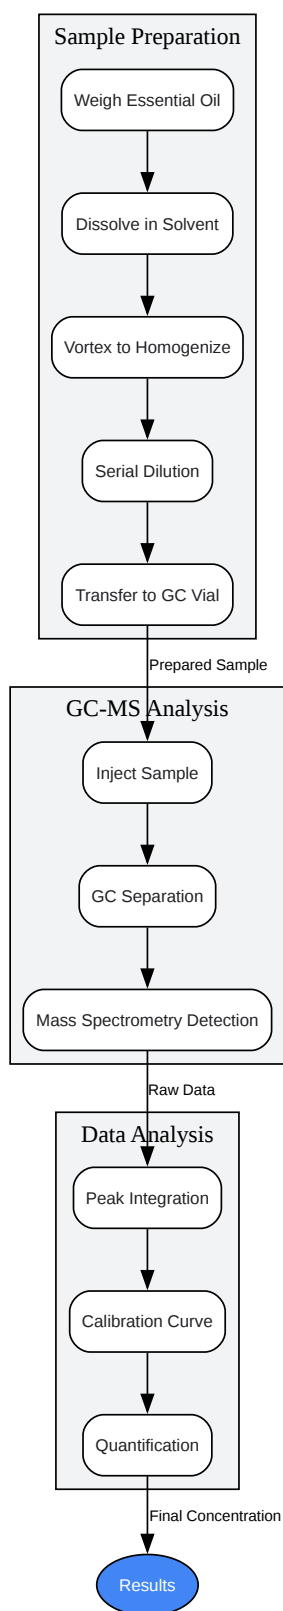 Sample Preparation
Weigh Essential Oil
Dissolve in Solvent
Vortex to Homogenize
Serial Dilution
Transfer to GC Vial
Prepared Sample
GC-MS Analysis
Inject Sample
GC Separation
Mass Spectrometry Detection
Raw Data
Data Analysis
Peak Integration
Calibration Curve
Quantification
Final Concentration
Results